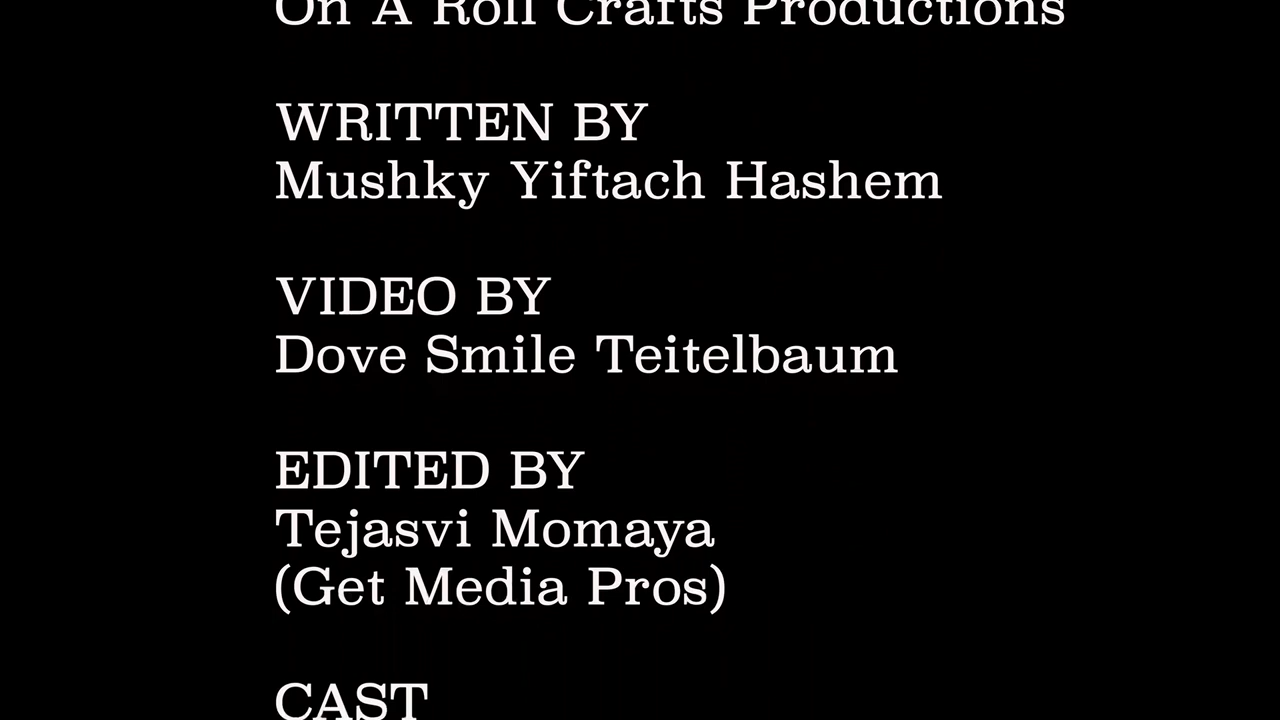 On A Roll Crafts Productions
WRITTEN BY
Mushky Yiftach Hashem
VIDEO BY
Dove Smile Teitelbaum
EDITED BY
Tejasvi Momaya
(Get Media Pros)
CAST